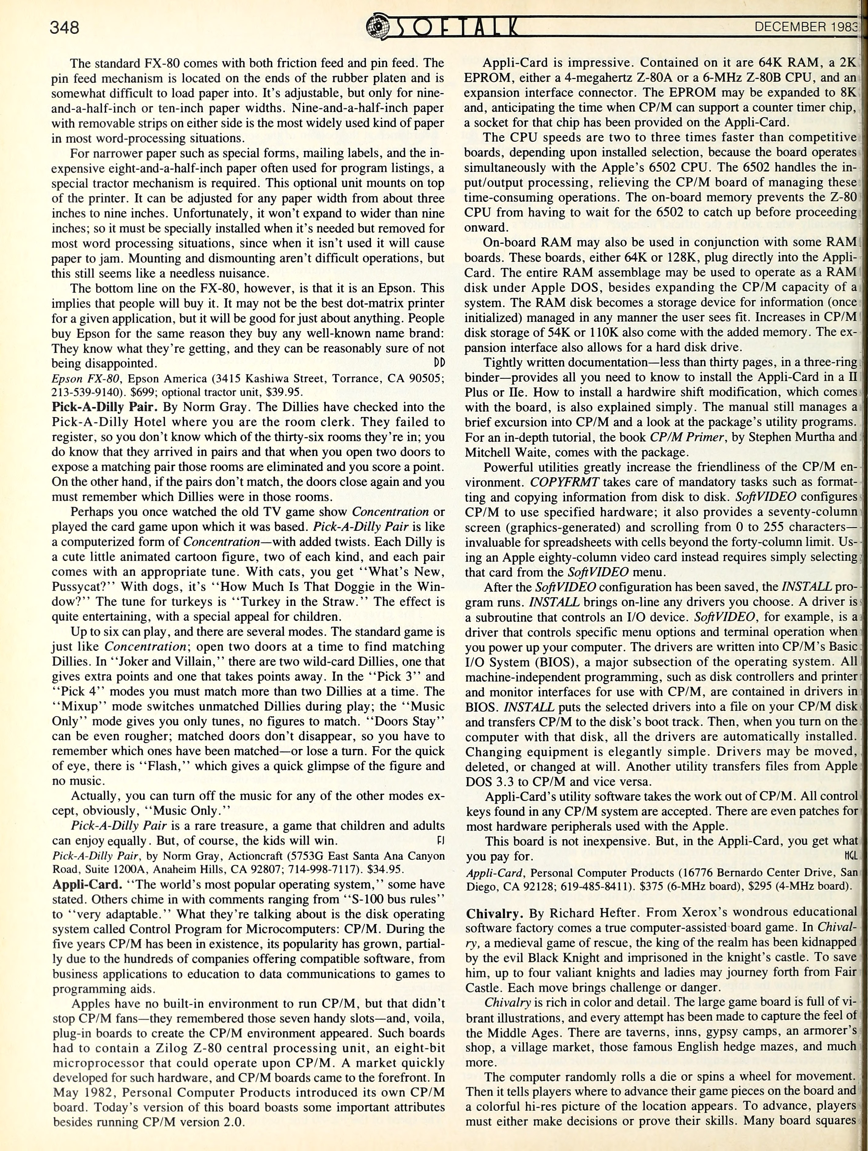 348
SOFTALK
DECEMBER 1983
The standard FX-80 comes with both friction feed and pin feed. The
pin feed mechanism is located on the ends of the rubber platen and is
somewhat difficult to load paper into. It's adjustable, but only for nine-
and-a-half-inch or ten-inch paper widths. Nine-and-a-half-inch paper
with removable strips on either side is the most widely used kind of paper
in most word-processing situations.
For narrower paper such as special forms, mailing labels, and the in-
expensive eight-and-a-half-inch paper often used for program listings, a
special tractor mechanism is required. This optional unit mounts on top
of the printer. It can be adjusted for any paper width from about three
inches to nine inches. Unfortunately, it won't expand to wider than nine
inches; so it must be specially installed when it's needed but removed for
most word processing situations, since when it isn't used it will cause
paper to jam. Mounting and dismounting aren't difficult operations, but
this still seems like a needless nuisance.
The bottom line on the FX-80, however, is that it is an Epson. This
implies that people will buy it. It may not be the best dot-matrix printer
for a given application, but it will be good for just about anything. People
buy Epson for the same reason they buy any well-known name brand:
They know what they're getting, and they can be reasonably sure of not
being disappointed. DD
Epson FX-80, Epson America (3415 Kashiwa Street, Torrance, CA 90505;
213-539-9140). $699; optional tractor unit, $39.95.
Pick-A-Dilly Pair. By Norm Gray. The Dillies have checked into the
Pick-A-Dilly Hotel where you are the room clerk. They failed to
register, so you don't know which of the thirty-six rooms they're in; you
do know that they arrived in pairs and that when you open two doors to
expose a matching pair those rooms are eliminated and you score a point.
On the other hand, if the pairs don't match, the doors close again and you
must remember which Dillies were in those rooms.
Perhaps you once watched the old TV game show Concentration or
played the card game upon which it was based. Pick-A-Dilly Pair is like
a computerized form of Concentration—with added twists. Each Dilly is
a cute little animated cartoon figure, two of each kind, and each pair
comes with an appropriate tune. With cats, you get "What's New,
Pussycat?" With dogs, it's "How Much Is That Doggie in the Win-
dow?" The tune for turkeys is "Turkey in the Straw." The effect is
quite entertaining, with a special appeal for children.
Up to six can play, and there are several modes. The standard game is
just like Concentration; open two doors at a time to find matching
Dillies. In "Joker and Villain," there are two wild-card Dillies, one that
gives extra points and one that takes points away. In the "Pick 3" and
"Pick 4" modes you must match more than two Dillies at a time. The
"Mixup" mode switches unmatched Dillies during play; the "Music
Only" mode gives you only tunes, no figures to match. "Doors Stay"
can be even rougher; matched doors don't disappear, so you have to
remember which ones have been matched—or lose a turn. For the quick
of eye, there is "Flash," which gives a quick glimpse of the figure and
no music.
Actually, you can turn off the music for any of the other modes ex-
cept, obviously, "Music Only."
Pick-A-Dilly Pair is a rare treasure, a game that children and adults
can enjoy equally. But, of course, the kids will win. FI
Pick-A-Dilly Pair, by Norm Gray, Actioncraft (5753G East Santa Ana Canyon
Road, Suite 1200A, Anaheim Hills, CA 92807; 714-998-7117). $34.95.
Appli-Card. "The world's most popular operating system," some have
stated. Others chime in with comments ranging from "S-100 bus rules"
to "very adaptable." What they're talking about is the disk operating
system called Control Program for Microcomputers: CP/M. During the
five years CP/M has been in existence, its popularity has grown, partial-
ly due to the hundreds of companies offering compatible software, from
business applications to education to data communications to games to
programming aids.
Apples have no built-in environment to run CP/M, but that didn't
stop CP/M fans—they remembered those seven handy slots—and, voila,
plug-in boards to create the CP/M environment appeared. Such boards
had to contain a Zilog Z-80 central processing unit, an eight-bit
microprocessor that could operate upon CP/M. A market quickly
developed for such hardware, and CP/M boards came to the forefront. In
May 1982, Personal Computer Products introduced its own CP/M
board. Today's version of this board boasts some important attributes
besides running CP/M version 2.0.
Appli-Card is impressive. Contained on it are 64K RAM, a 2K
EPROM, either a 4-megahertz Z-80A or a 6-MHz Z-80B CPU, and an
expansion interface connector. The EPROM may be expanded to 8K
and, anticipating the time when CP/M can support a counter timer chip,
a socket for that chip has been provided on the Appli-Card.
The CPU speeds are two to three times faster than competitive
boards, depending upon installed selection, because the board operates
simultaneously with the Apple's 6502 CPU. The 6502 handles the in-
put/output processing, relieving the CP/M board of managing these
time-consuming operations. The on-board memory prevents the Z-80
CPU from having to wait for the 6502 to catch up before proceeding
onward.
On-board RAM may also be used in conjunction with some RAM
boards. These boards, either 64K or 128K, plug directly into the Appli-
Card. The entire RAM assemblage may be used to operate as a RAM
disk under Apple DOS, besides expanding the CP/M capacity of a
system. The RAM disk becomes a storage device for information (once
initialized) managed in any manner the user sees fit. Increases in CP/M
disk storage of 54K or 110K also come with the added memory. The ex-
pansion interface also allows for a hard disk drive.
Tightly written documentation—less than thirty pages, in a three-ring
binder—provides all you need to know to install the Appli-Card in a II
Plus or IIe. How to install a hardwire shift modification, which comes
with the board, is also explained simply. The manual still manages a
brief excursion into CP/M and a look at the package's utility programs.
For an in-depth tutorial, the book CP/M Primer, by Stephen Murtha and
Mitchell Waite, comes with the package.
Powerful utilities greatly increase the friendliness of the CP/M en-
vironment. COPYFRMT takes care of mandatory tasks such as format-
ting and copying information from disk to disk. SoftVIDEO configures
CP/M to use specified hardware; it also provides a seventy-column
screen (graphics-generated) and scrolling from 0 to 255 characters—
invaluable for spreadsheets with cells beyond the forty-column limit. Us-
ing an Apple eighty-column video card instead requires simply selecting
that card from the SoftVIDEO menu.
After the SoftVIDEO configuration has been saved, the INSTALL pro-
gram runs. INSTALL brings on-line any drivers you choose. A driver is
a subroutine that controls an I/O device. SoftVIDEO, for example, is a
driver that controls specific menu options and terminal operation when
you power up your computer. The drivers are written into CP/M's Basic
I/O System (BIOS), a major subsection of the operating system. All
machine-independent programming, such as disk controllers and printer
and monitor interfaces for use with CP/M, are contained in drivers in
BIOS. INSTALL puts the selected drivers into a file on your CP/M disk
and transfers CP/M to the disk's boot track. Then, when you turn on the
computer with that disk, all the drivers are automatically installed.
Changing equipment is elegantly simple. Drivers may be moved,
deleted, or changed at will. Another utility transfers files from Apple
DOS 3.3 to CP/M and vice versa.
Appli-Card's utility software takes the work out of CP/M. All control
keys found in any CP/M system are accepted. There are even patches for
most hardware peripherals used with the Apple.
This board is not inexpensive. But, in the Appli-Card, you get what
you pay for. MCL
Appli-Card, Personal Computer Products (16776 Bernardo Center Drive, San
Diego, CA 92128; 619-485-8411). $375 (6-MHz board), $295 (4-MHz board).
Chivalry. By Richard Hefter. From Xerox's wondrous educational
software factory comes a true computer-assisted board game. In Chival-
ry, a medieval game of rescue, the king of the realm has been kidnapped
by the evil Black Knight and imprisoned in the knight's castle. To save
him, up to four valiant knights and ladies may journey forth from Fair
Castle. Each move brings challenge or danger.
Chivalry is rich in color and detail. The large game board is full of vi-
brant illustrations, and every attempt has been made to capture the feel of
the Middle Ages. There are taverns, inns, gypsy camps, an armorer's
shop, a village market, those famous English hedge mazes, and much
more.
The computer randomly rolls a die or spins a wheel for movement.
Then it tells players where to advance their game pieces on the board and
a colorful hi-res picture of the location appears. To advance, players
must either make decisions or prove their skills. Many board squares